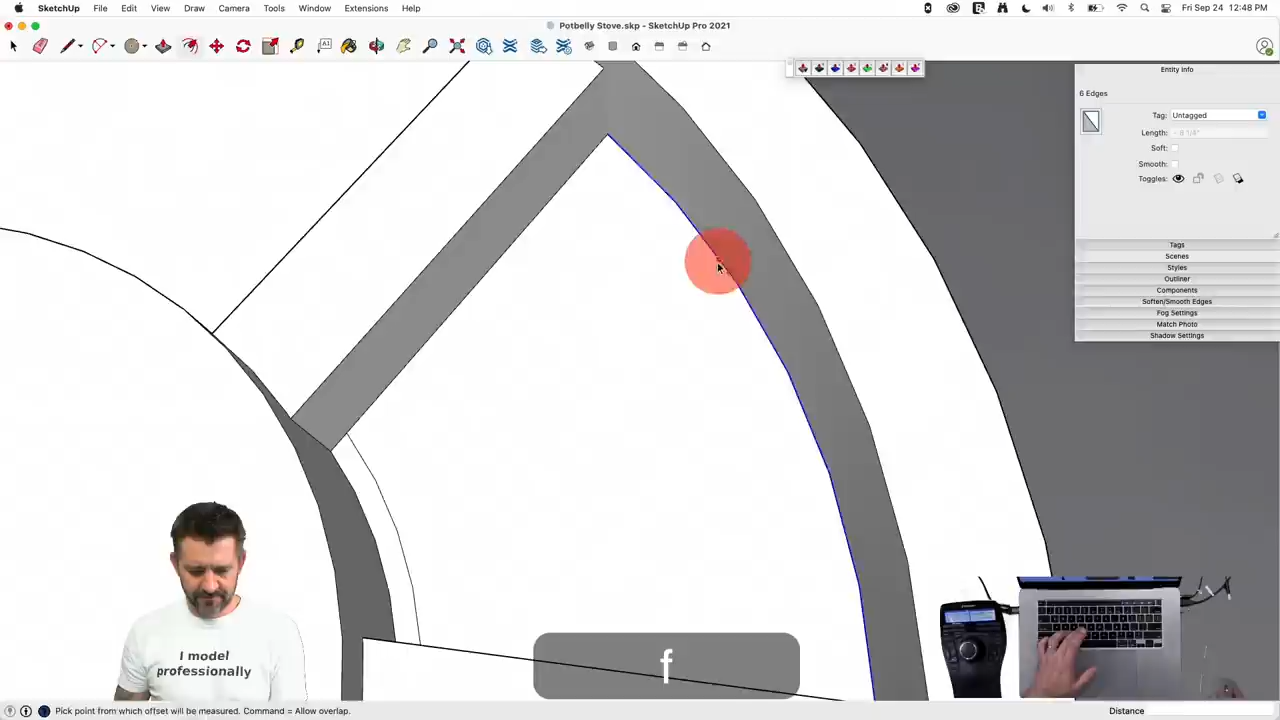 SketchUp File Edit View Draw Camera Tools Window Extensions Help
Fri Sep 24 12:48 PM
Potbelly Stove.skp - SketchUp Pro 2021
Entity Info
6 Edges
Tag: Untagged
Length: ~ 8 1/4"
Soft:
Smooth:
Toggles:
Tags
Scenes
Styles
Outliner
Components
Soften/Smooth Edges
Fog Settings
Match Photo
Shadow Settings
I model
professionally
f
Pick point from which offset will be measured. Command = Allow overlap.
Distance